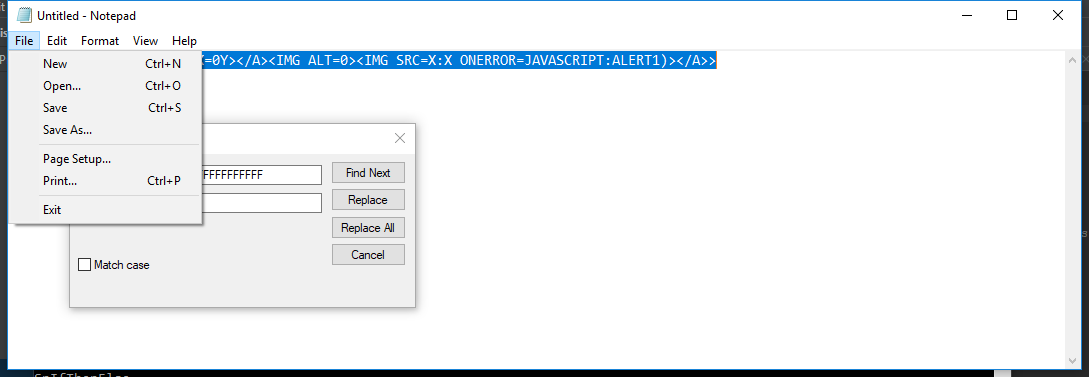 Untitled - Notepad
File Edit Format View Help
=0Y></A><IMG ALT=0><IMG SRC=X:X ONERROR=JAVASCRIPT:ALERT1)></A>>
New Ctrl+N
Open... Ctrl+O
Save Ctrl+S
Save As...
Page Setup...
Print... Ctrl+P
Exit
FFFFFFFFFF
Find Next
Replace
Replace All
Cancel
Match case